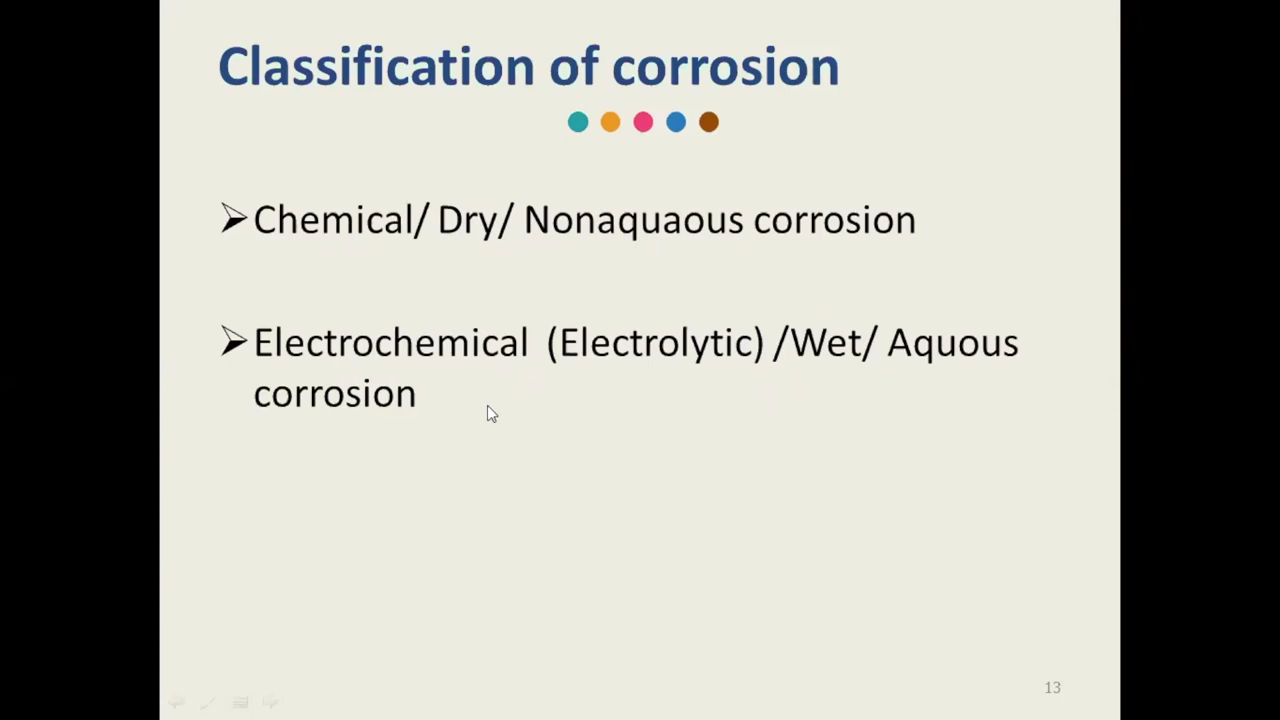 Classification of corrosion
Chemical/ Dry/ Nonaquaous corrosion
Electrochemical (Electrolytic) /Wet/ Aquous
corrosion
13